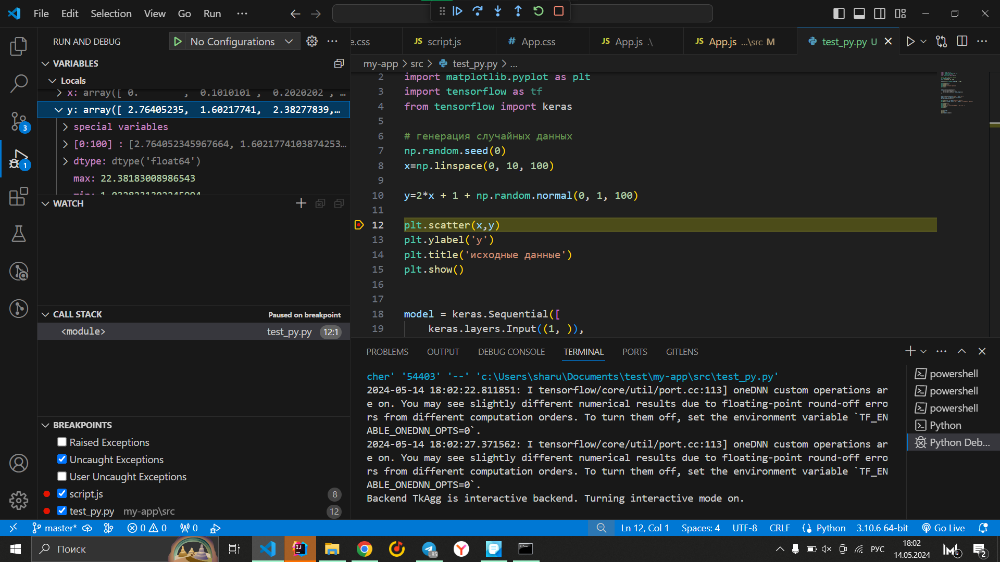 File Edit Selection View Go Run ···
RUN AND DEBUG
No Configurations
e.css
JS script.js
# App.css
JS App.js .\
JS App.js ...\src M
test_py.py U
VARIABLES
Locals
x: array([ 0. , 0.1010101 , 0.2020202 , …
y: array([ 2.76405235, 1.60217741, 2.38277839,…
special variables
[0:100] : [2.764052345967664, 1.6021774103874253…
dtype: dtype('float64')
max: 22.38183008986543
WATCH
CALL STACK Paused on breakpoint
<module> test_py.py 12:1
BREAKPOINTS
Raised Exceptions
Uncaught Exceptions
User Uncaught Exceptions
script.js 8
test_py.py my-app\src 12
3
1
my-app > src > test_py.py > ...
2 import matplotlib.pyplot as plt
3 import tensorflow as tf
4 from tensorflow import keras
5
6 # генерация случайных данных
7 np.random.seed(0)
8 x=np.linspace(0, 10, 100)
9
10 y=2*x + 1 + np.random.normal(0, 1, 100)
11
12 plt.scatter(x,y)
13 plt.ylabel('y')
14 plt.title('исходные данные')
15 plt.show()
16
17
18 model = keras.Sequential([
19 keras.layers.Input((1, )),
PROBLEMS OUTPUT DEBUG CONSOLE TERMINAL PORTS GITLENS
cher' '54403' '--' 'c:\Users\sharu\Documents\test\my-app\src\test_py.py'
2024-05-14 18:02:22.811851: I tensorflow/core/util/port.cc:113] oneDNN custom operations ar
e on. You may see slightly different numerical results due to floating-point round-off erro
rs from different computation orders. To turn them off, set the environment variable `TF_EN
ABLE_ONEDNN_OPTS=0`.
2024-05-14 18:02:27.371562: I tensorflow/core/util/port.cc:113] oneDNN custom operations ar
e on. You may see slightly different numerical results due to floating-point round-off erro
rs from different computation orders. To turn them off, set the environment variable `TF_EN
ABLE_ONEDNN_OPTS=0`.
Backend TkAgg is interactive backend. Turning interactive mode on.
powershell
powershell
powershell
Python
Python Deb...
master* 0 0 0 Ln 12, Col 1 Spaces: 4 UTF-8 CRLF Python 3.10.6 64-bit Go Live
Поиск
IJ
.85
РУС
18:02
14.05.2024
2